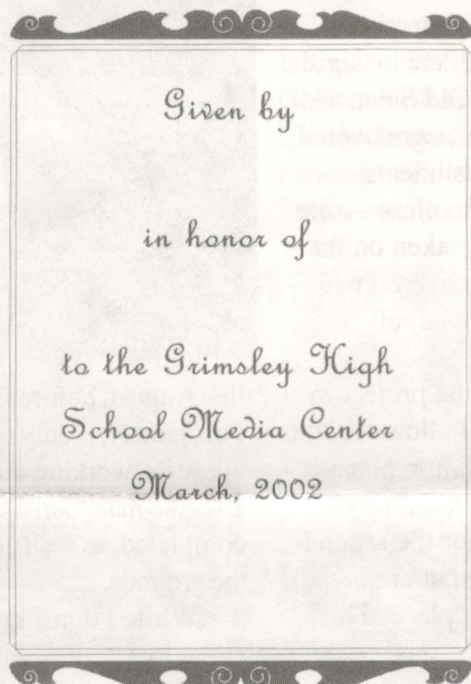 Given by
in honor of
to the Grimsley High
School Media Center
March, 2002